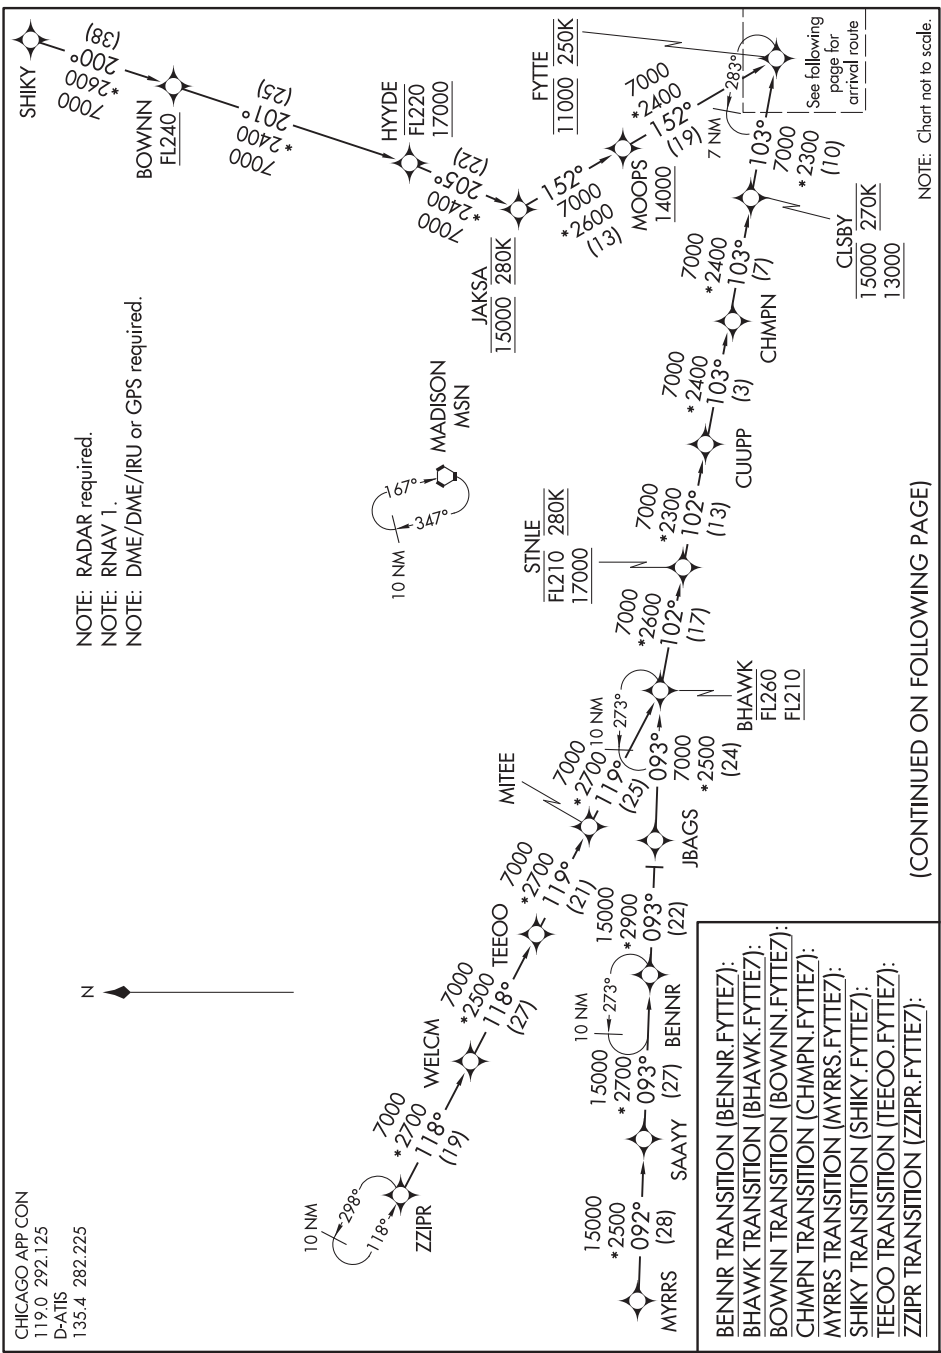 CHICAGO APP CON
119.0 292.125
D-ATIS
135.4 282.225
N
NOTE: RADAR required.
NOTE: RNAV 1.
NOTE: DME/DME/IRU or GPS required.
SHIKY
7000
*2600
200°
(38)
BOWNN
FL240
7000
*2400
201°
(25)
HYYDE
FL220
17000
7000
*2400
205°
(22)
JAKSA
15000 280K
152°
7000
*2600
(13)
MOOPS
14000
7000
*2400
152°
(19)
FYTTE
11000 250K
283°
7 NM
See following
page for
arrival route
MADISON
MSN
167°
347°
10 NM
ZZIPR
10 NM
298°
118°
7000
*2700
118°
(19)
WELCM
7000
*2500
118°
(27)
TEEOO
7000
*2700
119°
(21)
MITEE
7000
*2700
119°
(25)
10 NM
273°
BHAWK
FL260
FL210
MYRRS
15000
*2500
092°
(28)
SAAYY
15000
*2700
093°
(27)
10 NM
273°
BENNR
15000
*2900
093°
(22)
JBAGS
093°
7000
*2500
(24)
7000
*2600
102°
(17)
STNLE
FL210 280K
17000
7000
*2300
102°
(13)
CUUPP
7000
*2400
103°
(3)
CHMPN
7000
*2400
103°
(7)
CLSBY
15000 270K
13000
103°
7000
*2300
(10)
NOTE: Chart not to scale.
(CONTINUED ON FOLLOWING PAGE)
BENNR TRANSITION (BENNR.FYTTE7):
BHAWK TRANSITION (BHAWK.FYTTE7):
BOWNN TRANSITION (BOWNN.FYTTE7):
CHMPN TRANSITION (CHMPN.FYTTE7):
MYRRS TRANSITION (MYRRS.FYTTE7):
SHIKY TRANSITION (SHIKY.FYTTE7):
TEEOO TRANSITION (TEEOO.FYTTE7):
ZZIPR TRANSITION (ZZIPR.FYTTE7):